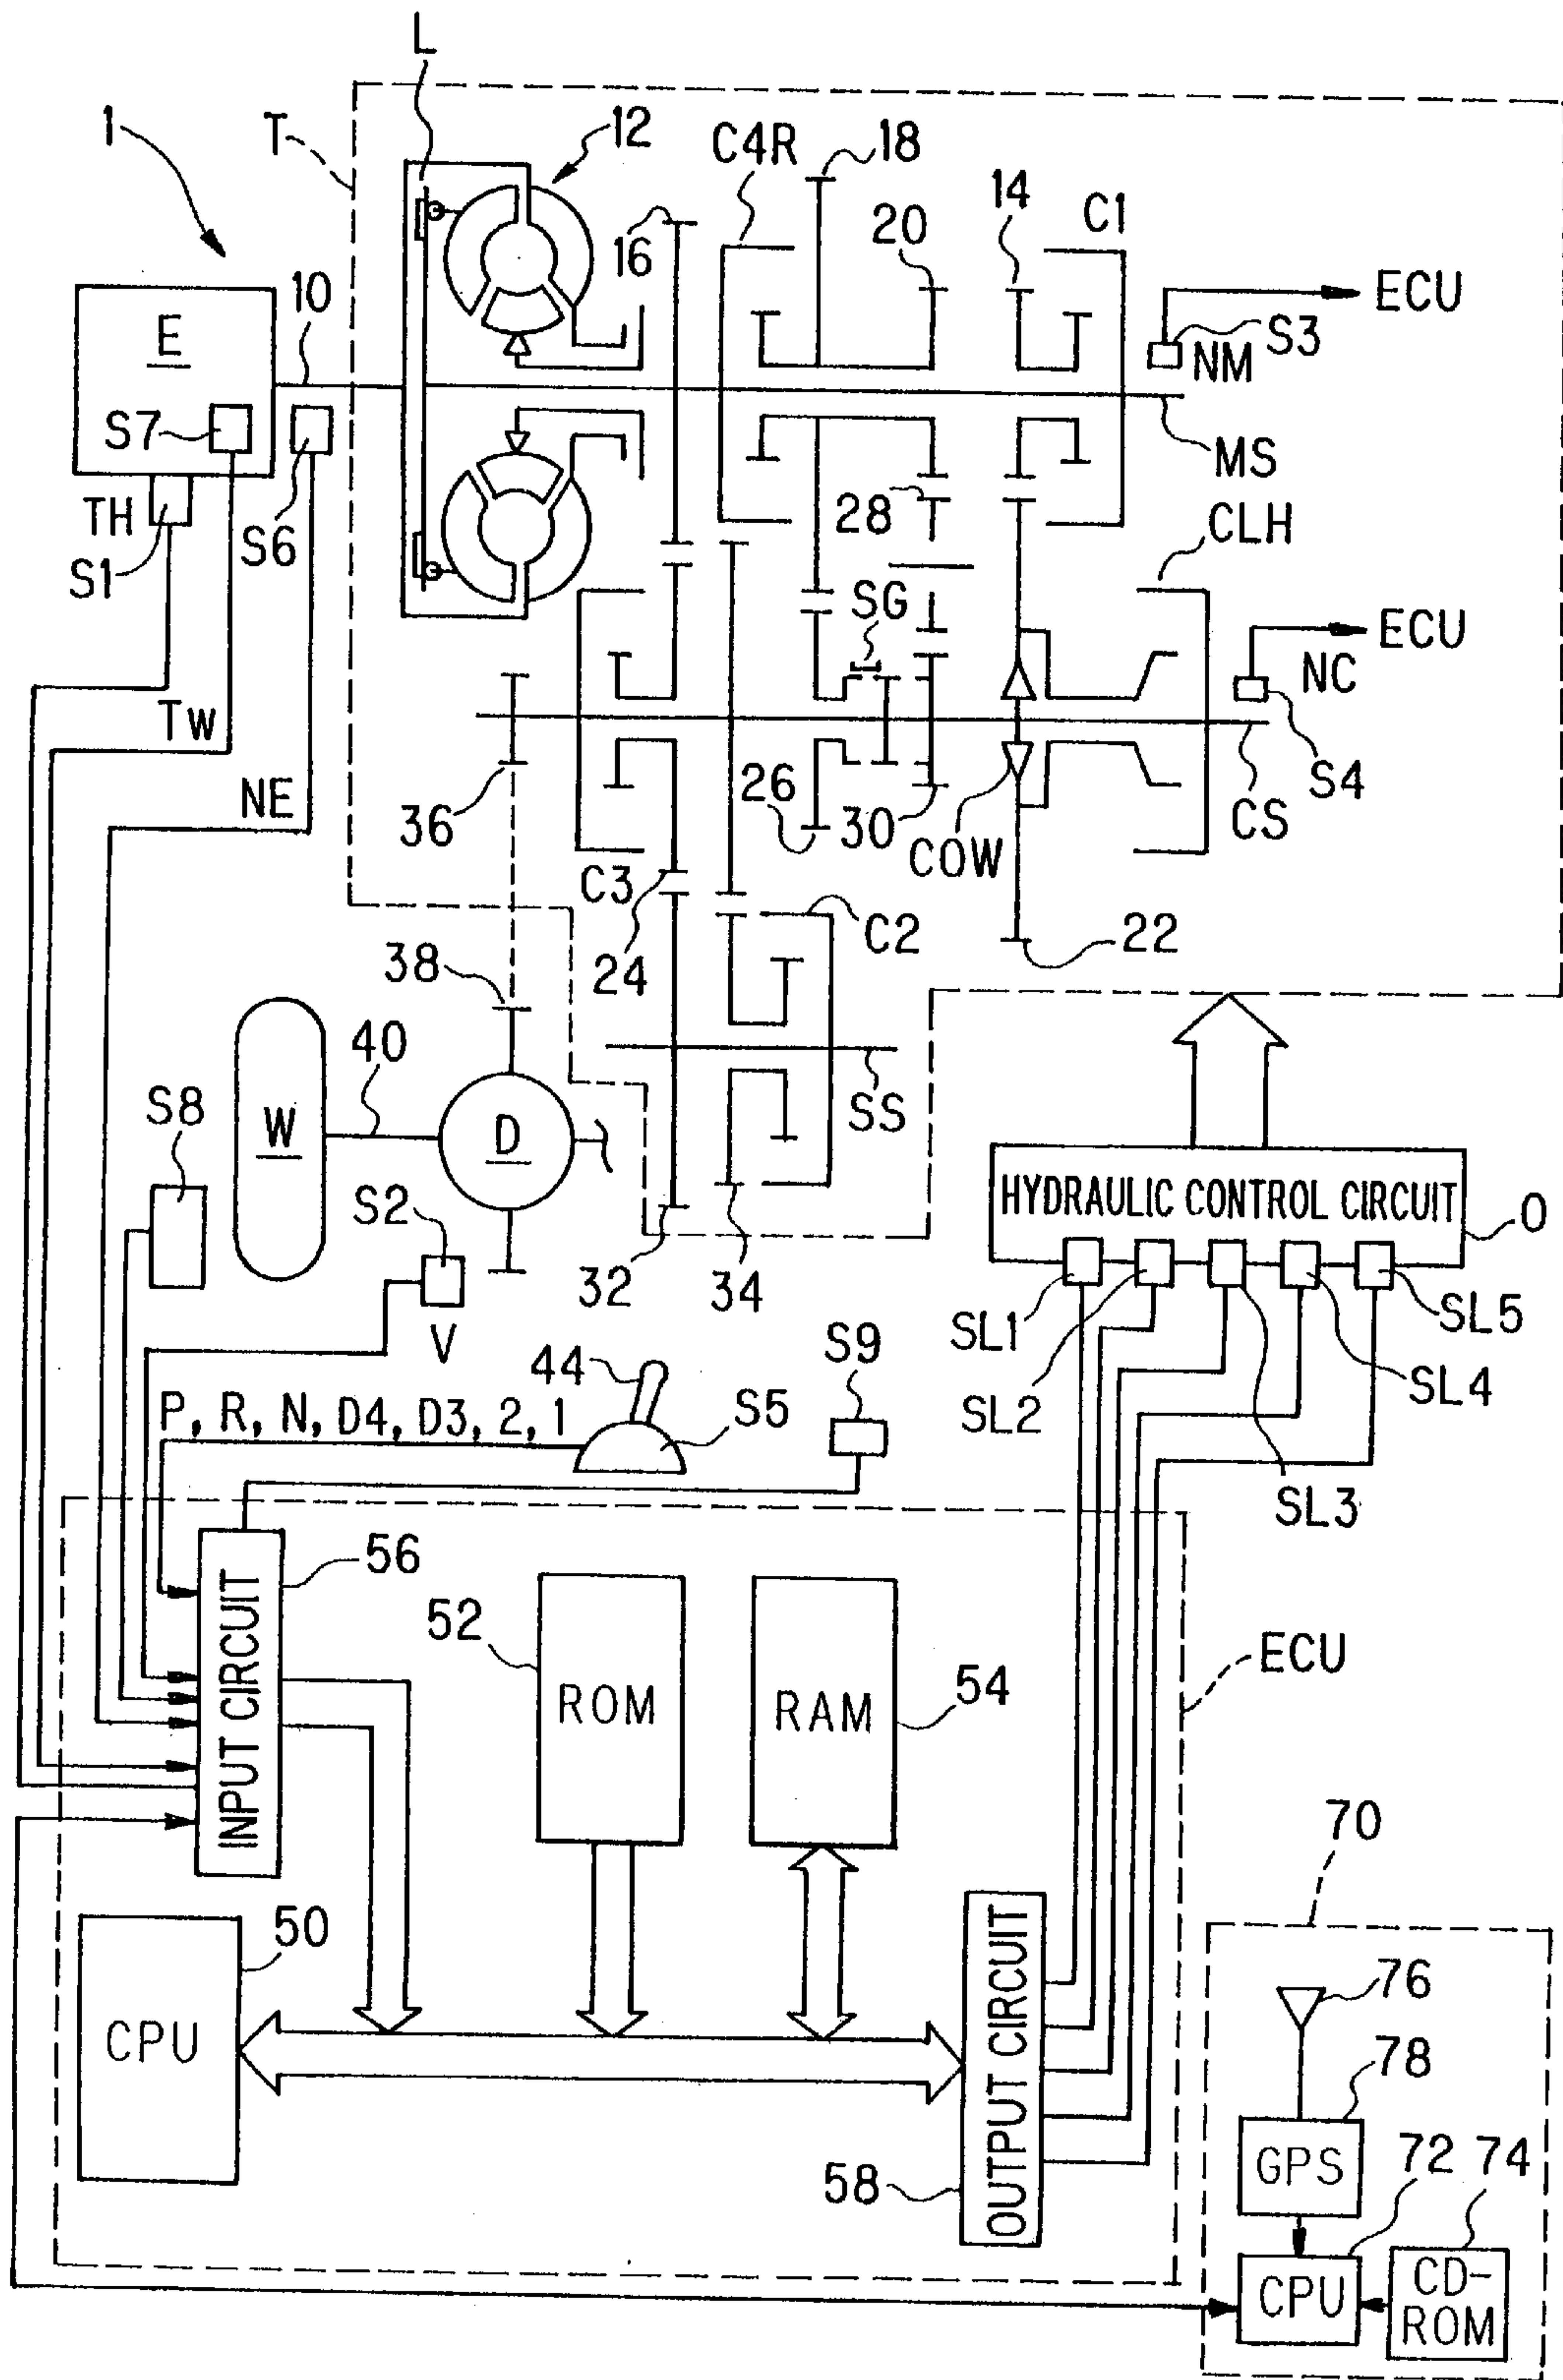 L
1
T
12
C4R
18
16
20
14
C1
10
ECU
E
S3
NM
S7
MS
TH
28
CLH
S1
S6
SG
ECU
NC
TW
NE
36
26
30
COW
S4
CS
C3
C2
22
24
38
40
S8
W
D
SS
S2
HYDRAULIC CONTROL CIRCUIT
O
32
34
V
S9
SL1
SL2
SL5
SL4
44
S5
P, R, N, D4, D3, 2, 1
SL3
56
INPUT CIRCUIT
52
ROM
RAM
54
ECU
70
50
CPU
OUTPUT CIRCUIT
76
78
58
GPS
72
74
CPU
CD-
ROM